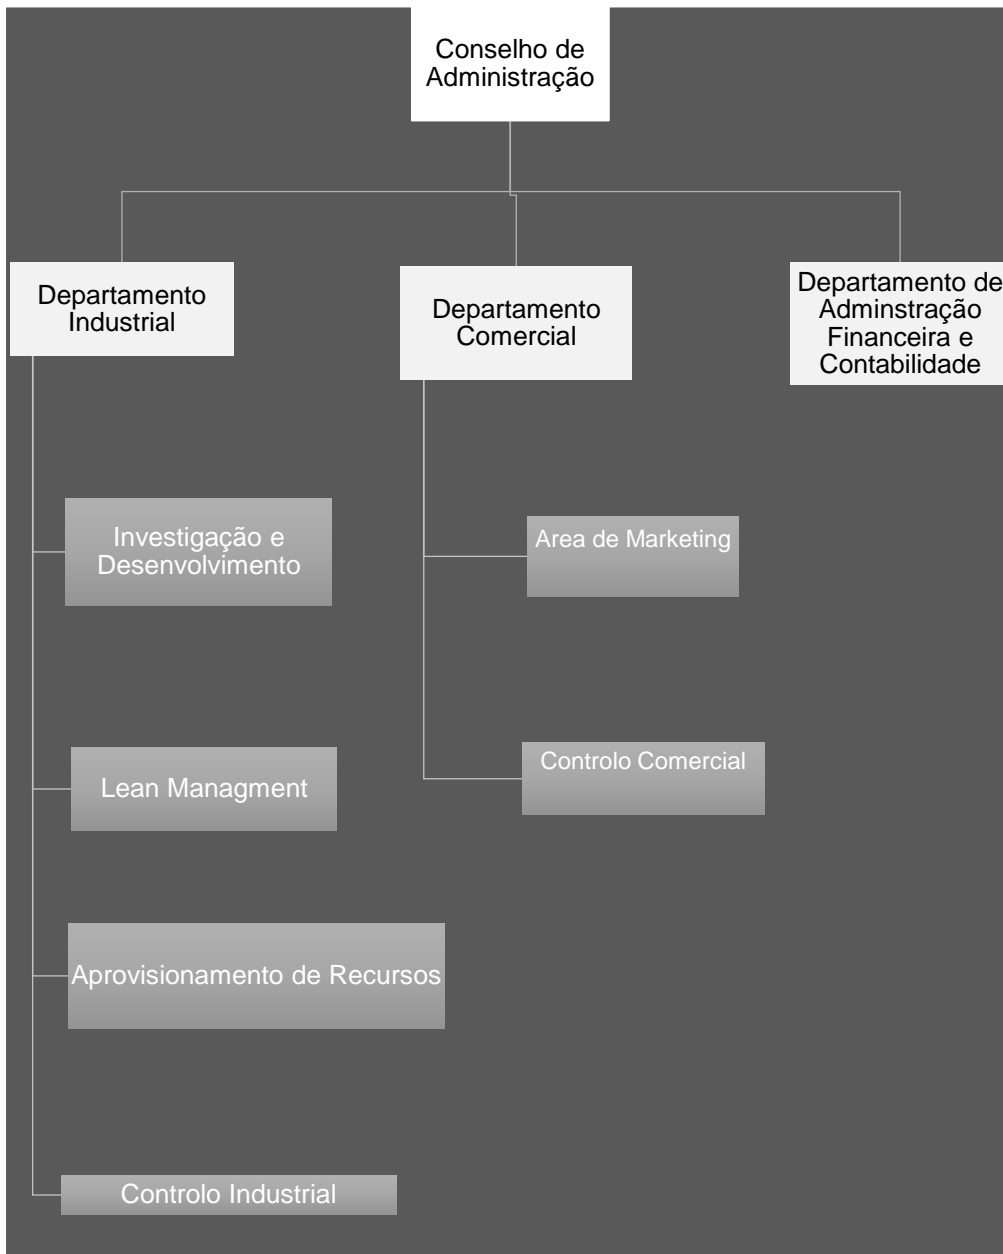 Conselho de
Administração
Departamento
Industrial
Departamento
Comercial
Departamento de
Adminstração
Financeira e
Contabilidade
Investigação e
Desenvolvimento
Area de Marketing
Lean Managment
Controlo Comercial
Aprovisionamento de Recursos
Controlo Industrial